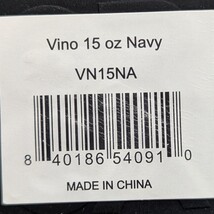 Vino 15 oz Navy
VN15NA
8 40186 54091 0
MADE IN CHINA